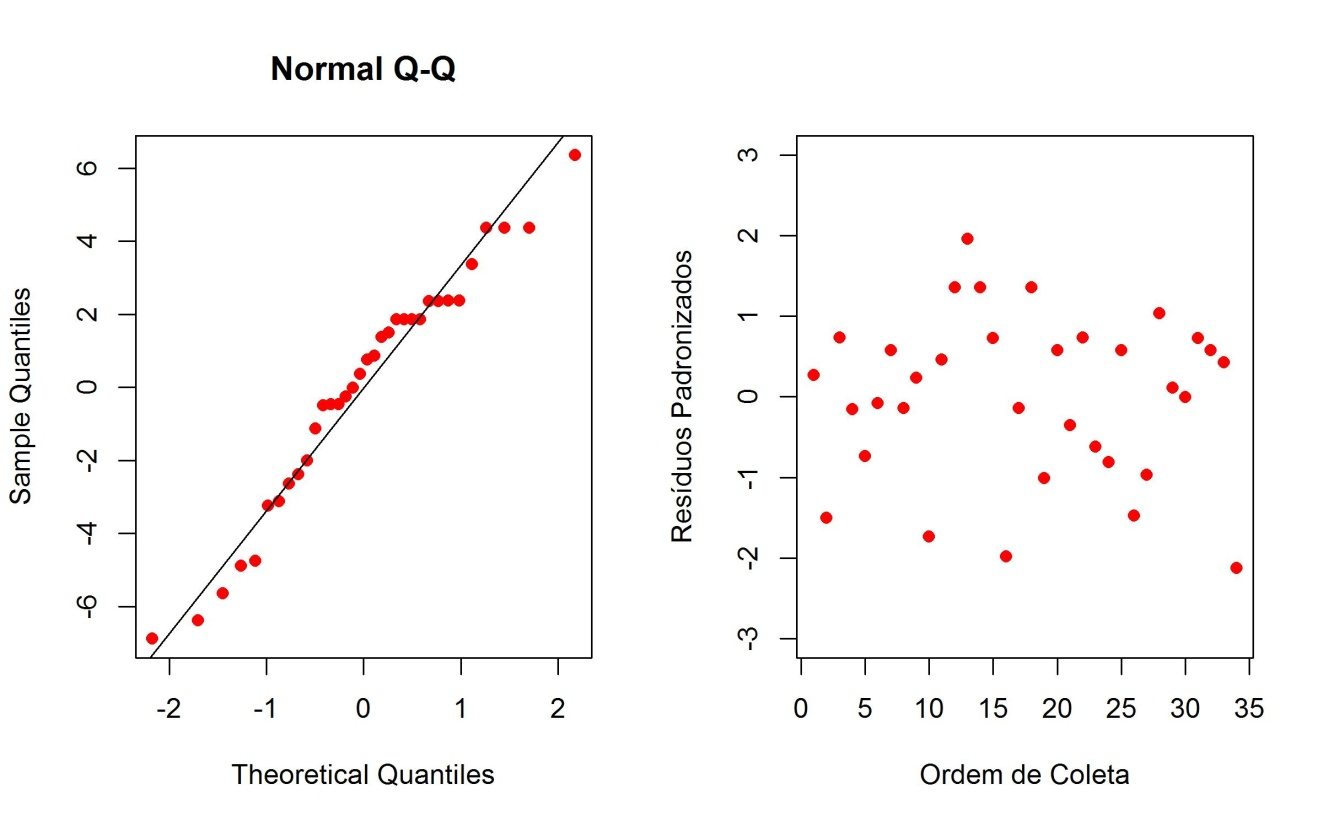 Normal Q-Q
Sample Quantiles
6
4
2
0
-2
-4
-6
-2 -1 0 1 2
Theoretical Quantiles
Resíduos Padronizados
3
2
1
0
-1
-2
-3
0 5 10 15 20 25 30 35
Ordem de Coleta